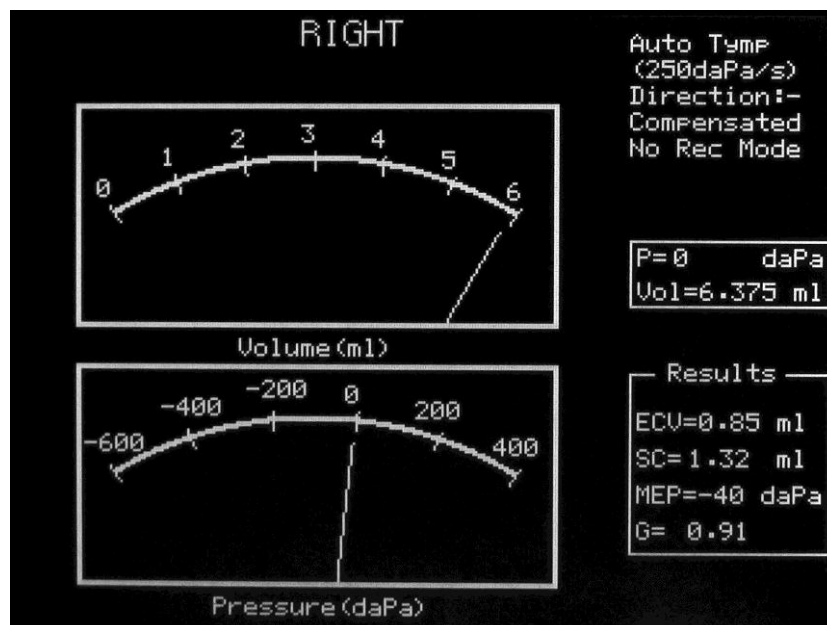 RIGHT
0 1 2 3 4 5 6
Volume(ml)
-600 -400 -200 0 200 400
Pressure(daPa)
Auto Tymp
(250daPa/s)
Direction:-
Compensated
No Rec Mode
P=0 daPa
Vol=6.375 ml
Results
ECV=0.85 ml
SC=1.32 ml
MEP=-40 daPa
G= 0.91